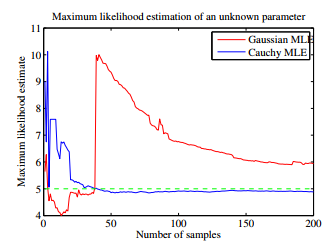 Maximum likelihood estimation of an unknown parameter
11
10
9
8
7
6
5
4
Maximum likelihood estimate
Gaussian MLE
Cauchy MLE
0
50
100
150
200
Number of samples